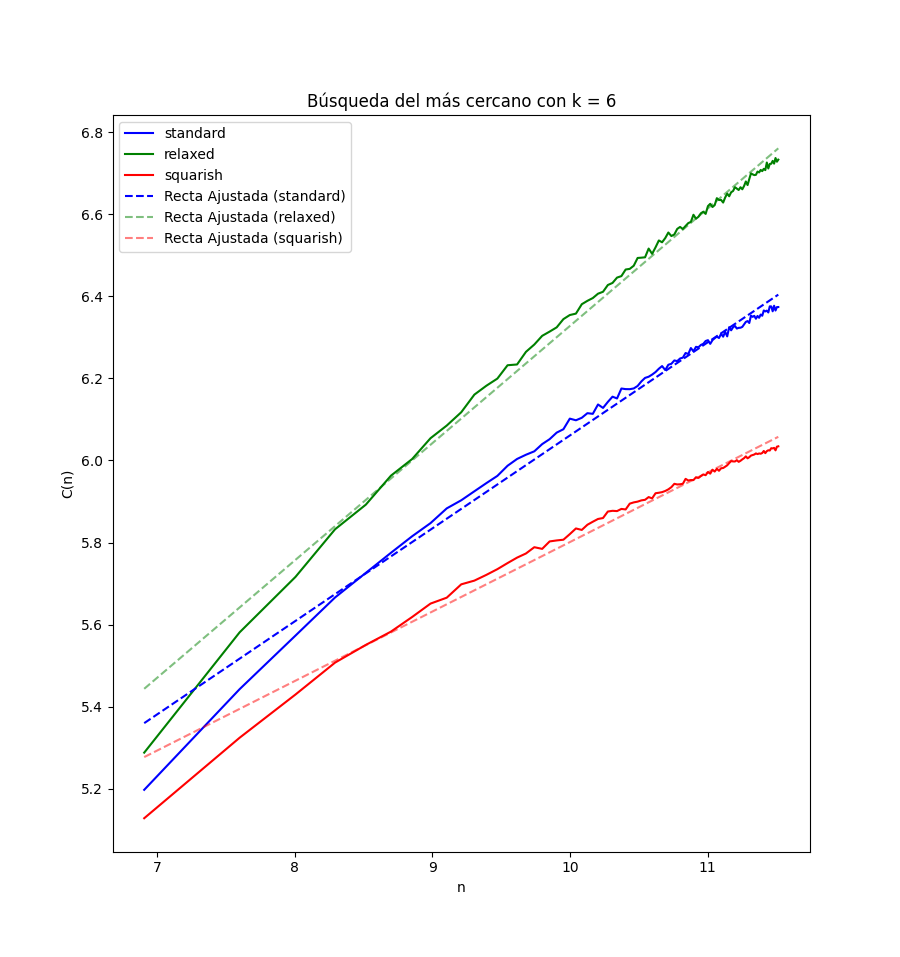 Búsqueda del más cercano con k = 6
standard
relaxed
squarish
Recta Ajustada (standard)
Recta Ajustada (relaxed)
Recta Ajustada (squarish)
6.8
6.6
6.4
6.2
6.0
5.8
5.6
5.4
5.2
C(n)
7 8 9 10 11
n